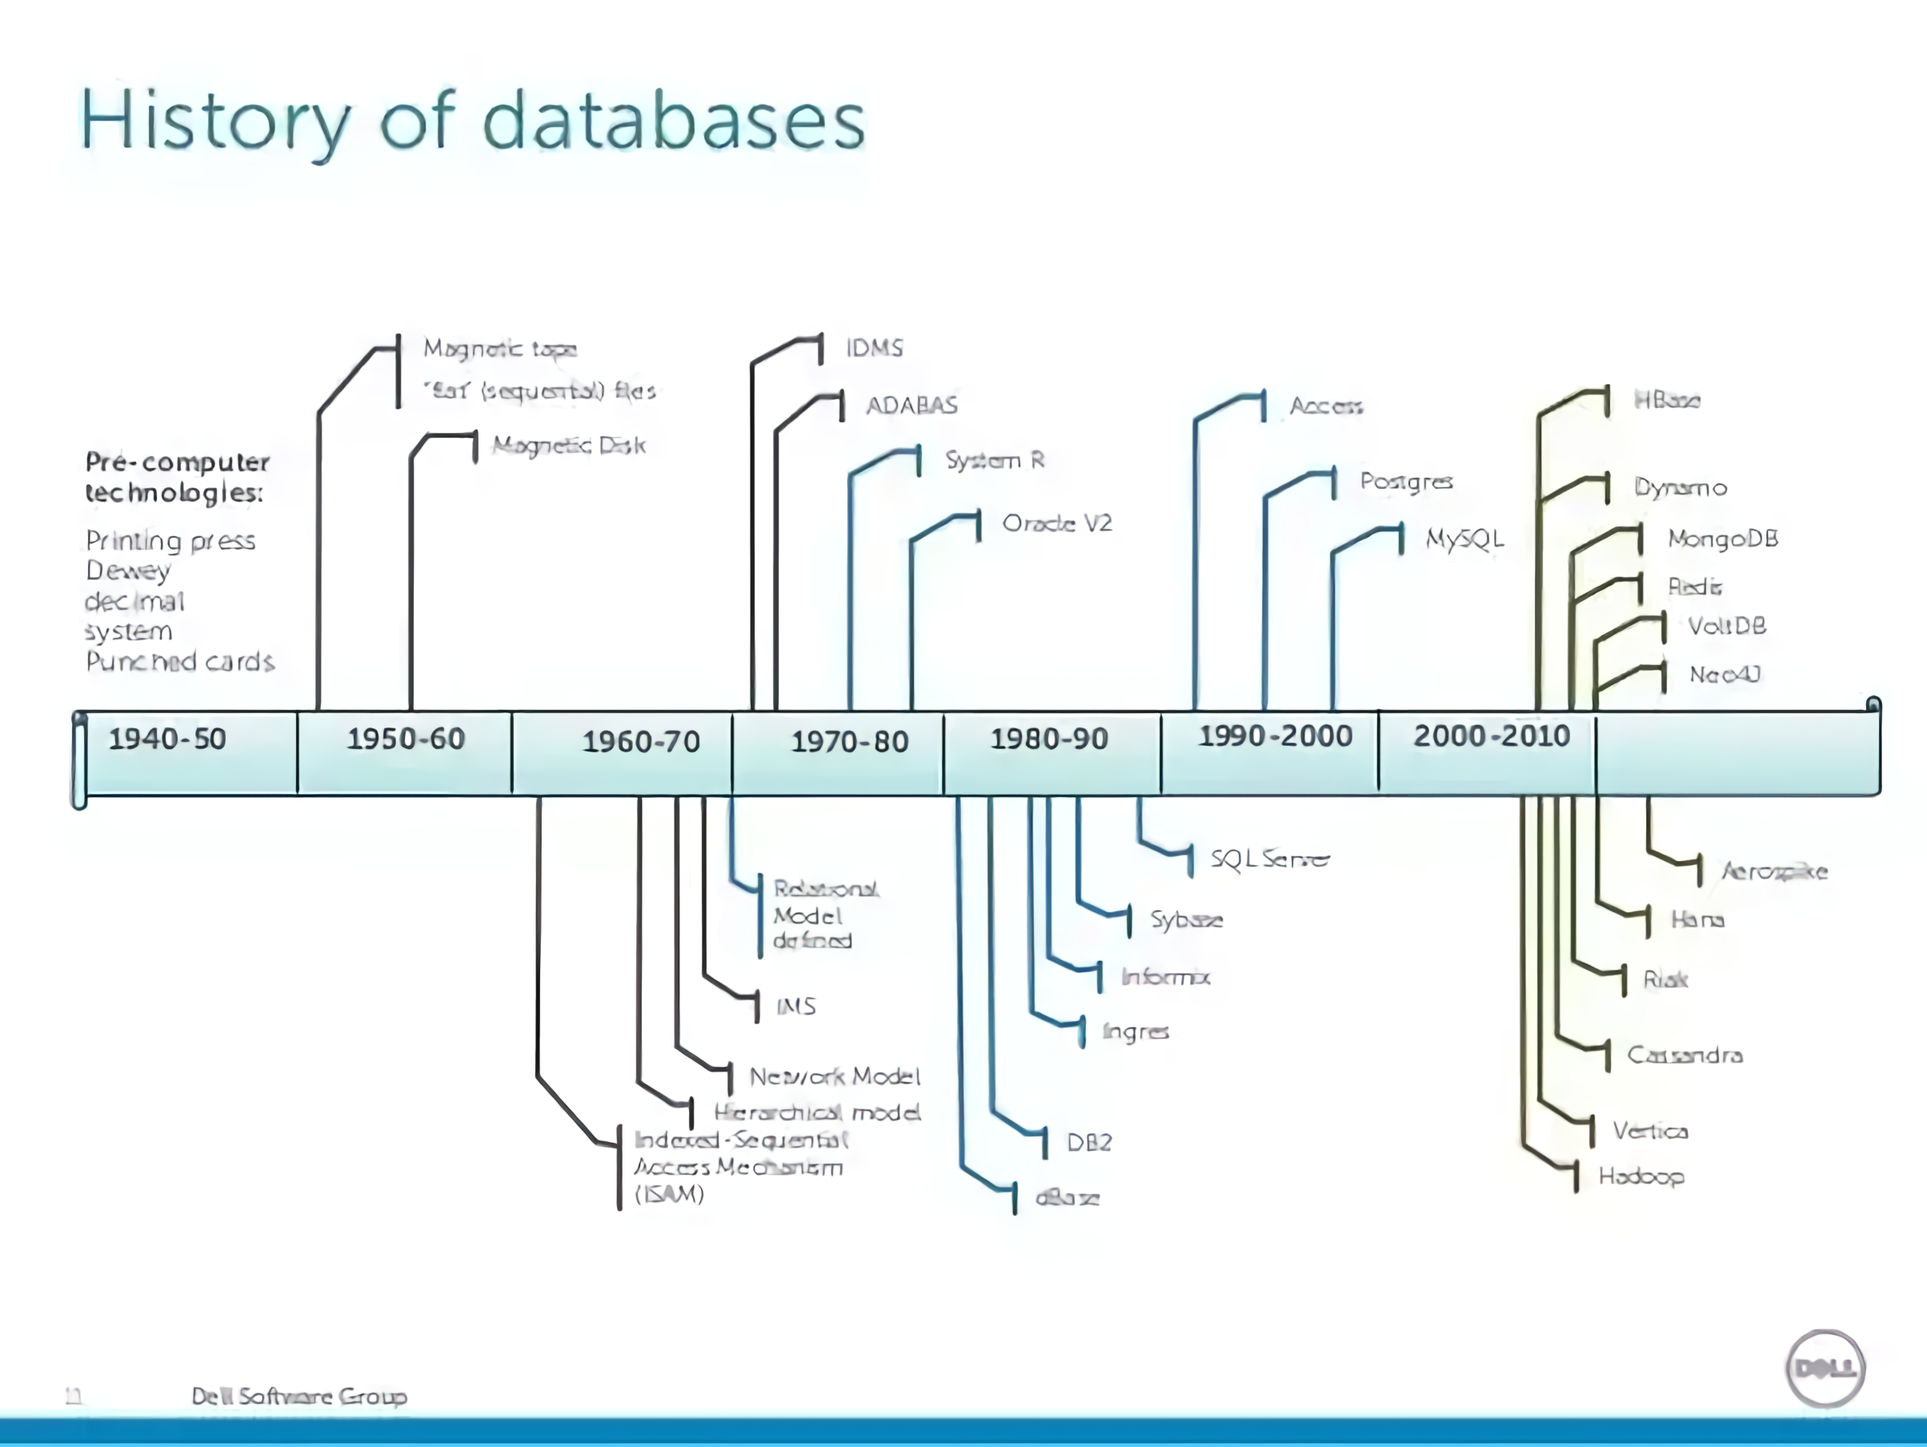 History of databases
Magnetic tape
(sequential) files
Magnetic Disk
Pre-computer
technologies:
Printing press
Dewey
decimal
system
Punched cards
IDMS
ADABAS
System R
Oracle V2
Access
Postgres
MySQL
HBase
Dynamo
MongoDB
Redis
VoltDB
Neo4J
1940-50
1950-60
1960-70
1970-80
1980-90
1990-2000
2000-2010
Relational
Model
defined
IMS
Network Model
Hierarchical model
Indexed-Sequential
Access Mechanism
(ISAM)
SQL Server
Sybase
Informix
Ingres
DB2
dBase
Aerospike
Hana
Riak
Cassandra
Vertica
Hadoop
11
Dell Software Group
DELL